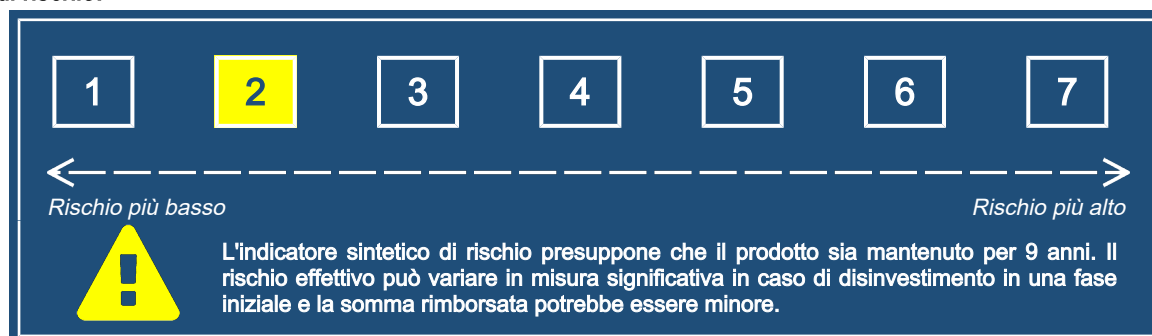 1 2 3 4 5 6 7
Rischio più basso Rischio più alto
L'indicatore sintetico di rischio presuppone che il prodotto sia mantenuto per 9 anni. Il
rischio effettivo può variare in misura significativa in caso di disinvestimento in una fase
iniziale e la somma rimborsata potrebbe essere minore.